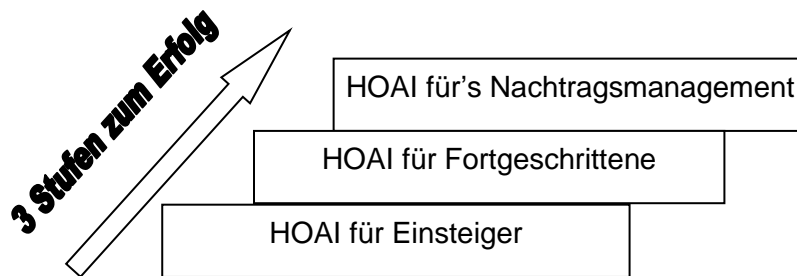 3 Stufen zum Erfolg
HOAI für's Nachtragsmanagement
HOAI für Fortgeschrittene
HOAI für Einsteiger